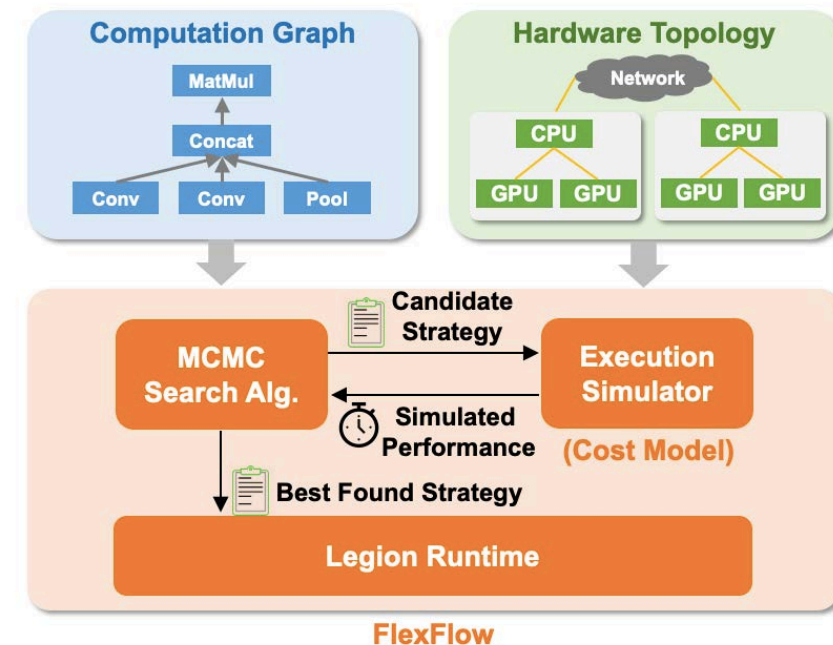 Computation Graph
MatMul
Concat
Conv
Conv
Pool
Hardware Topology
Network
CPU
GPU
GPU
CPU
GPU
GPU
MCMC
Search Alg.
Candidate
Strategy
Execution
Simulator
Simulated
Performance
(Cost Model)
Best Found Strategy
Legion Runtime
FlexFlow